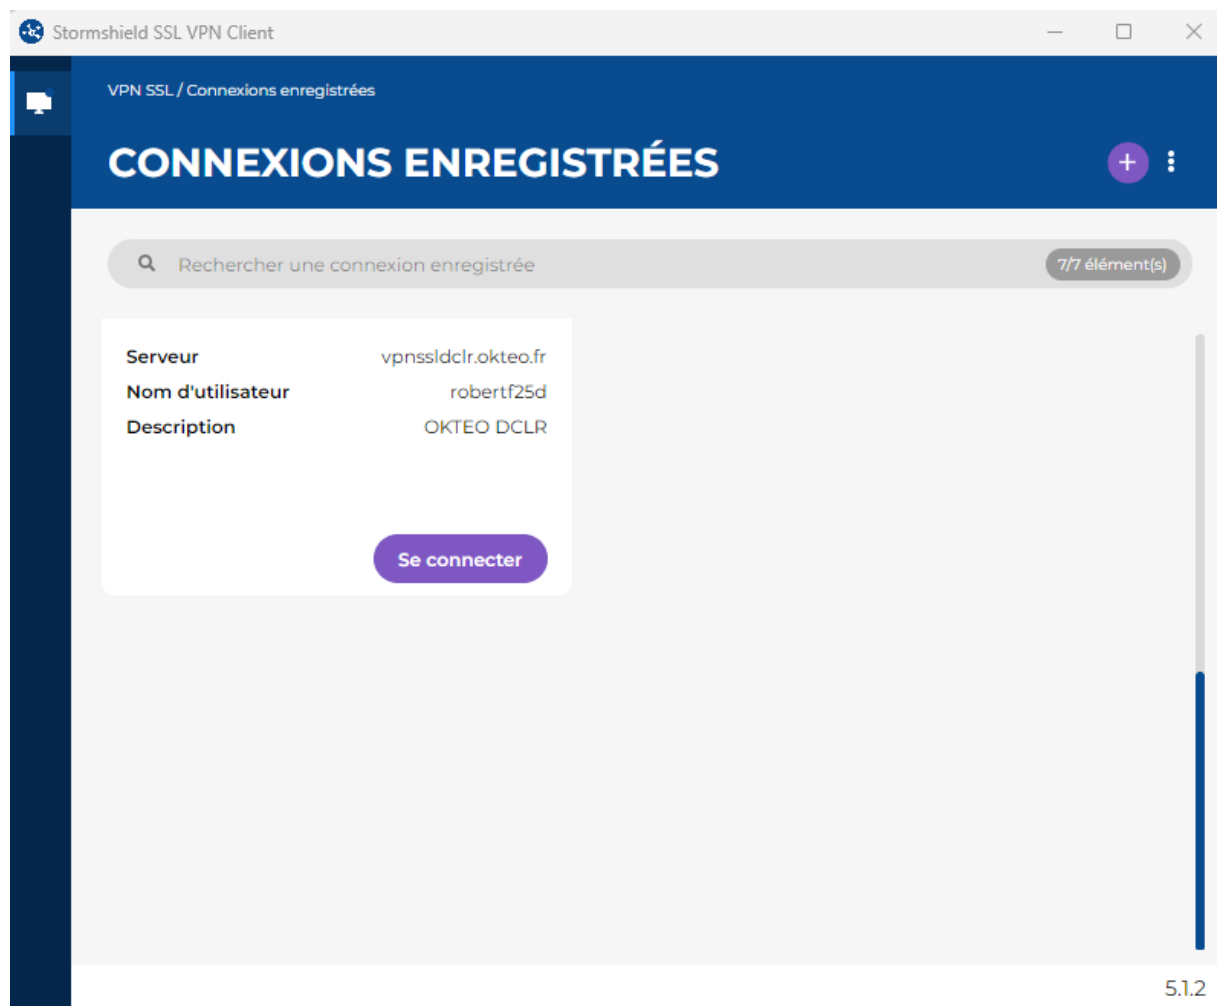 Stormshield SSL VPN Client
VPN SSL / Connexions enregistrées
CONNEXIONS ENREGISTRÉES
Rechercher une connexion enregistrée
7/7 élément(s)
Serveur vpnssldclr.okteo.fr
Nom d'utilisateur robertf25d
Description OKTEO DCLR
Se connecter
5.1.2